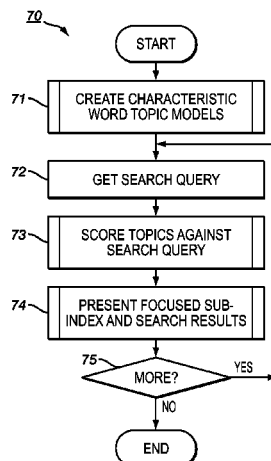 70
START
71
CREATE CHARACTERISTIC
WORD TOPIC MODELS
72
GET SEARCH QUERY
73
SCORE TOPICS AGAINST
SEARCH QUERY
74
PRESENT FOCUSED SUB-
INDEX AND SEARCH RESULTS
75
MORE?
YES
NO
END